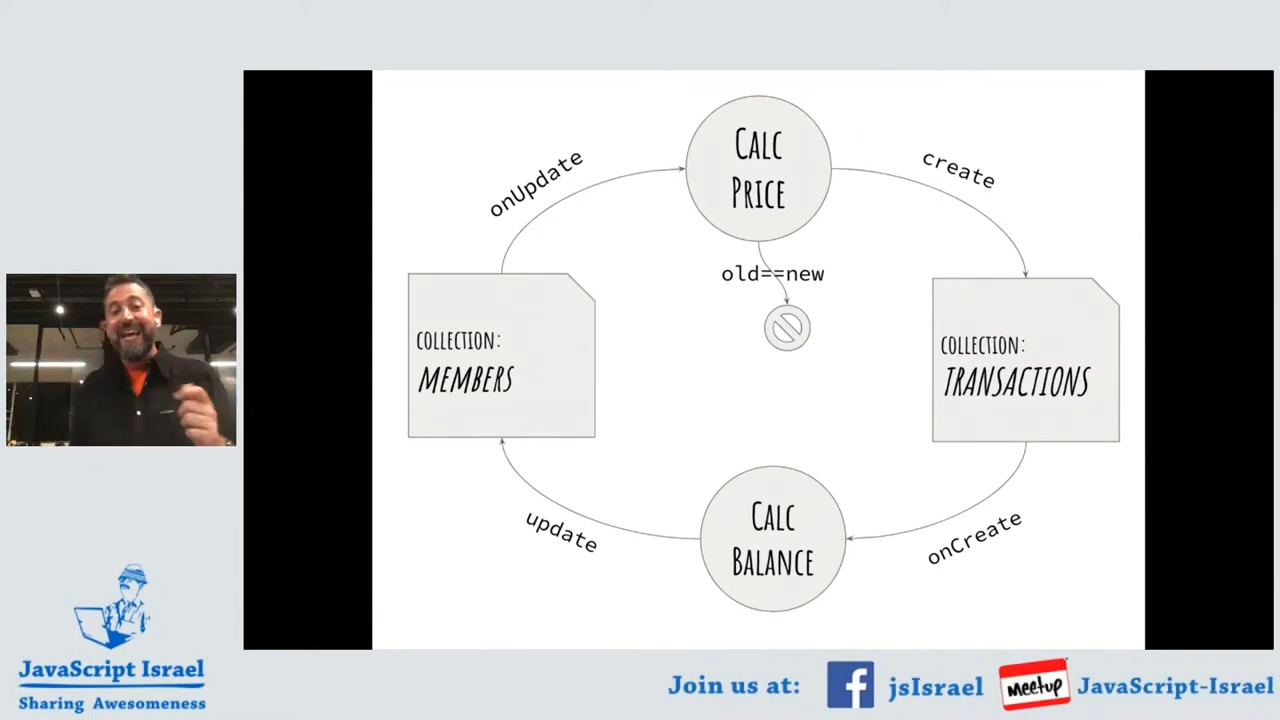 CALC
PRICE
onUpdate
create
old==new
COLLECTION:
MEMBERS
COLLECTION:
TRANSACTIONS
CALC
BALANCE
update
onCreate
JavaScript Israel
Sharing Awesomeness
Join us at:
f
jsIsrael
meetup
JavaScript-Israel